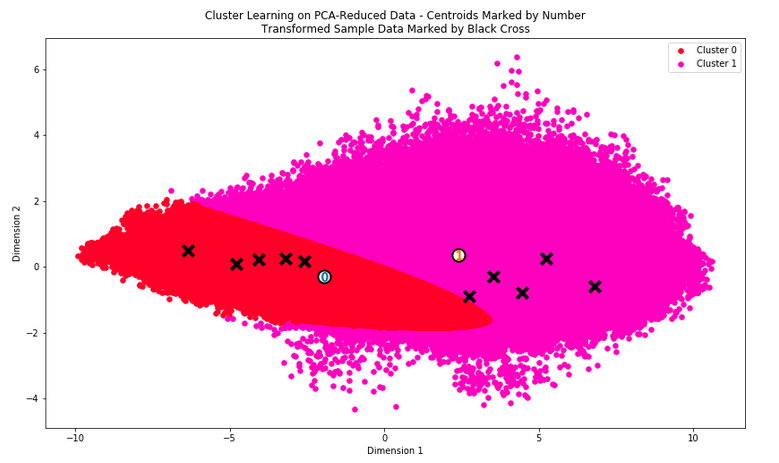 Cluster Learning on PCA-Reduced Data - Centroids Marked by Number
Transformed Sample Data Marked by Black Cross
Cluster 0
Cluster 1
6
4
2
0
−2
−4
Dimension 2
0
1
−10
−5
0
5
10
Dimension 1